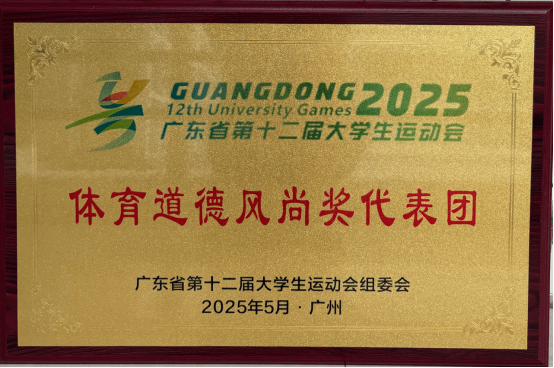 GUANGDONG 2025
12th University Games
广东省第十二届大学生运动会
体育道德风尚奖代表团
广东省第十二届大学生运动会组委会
2025年5月·广州